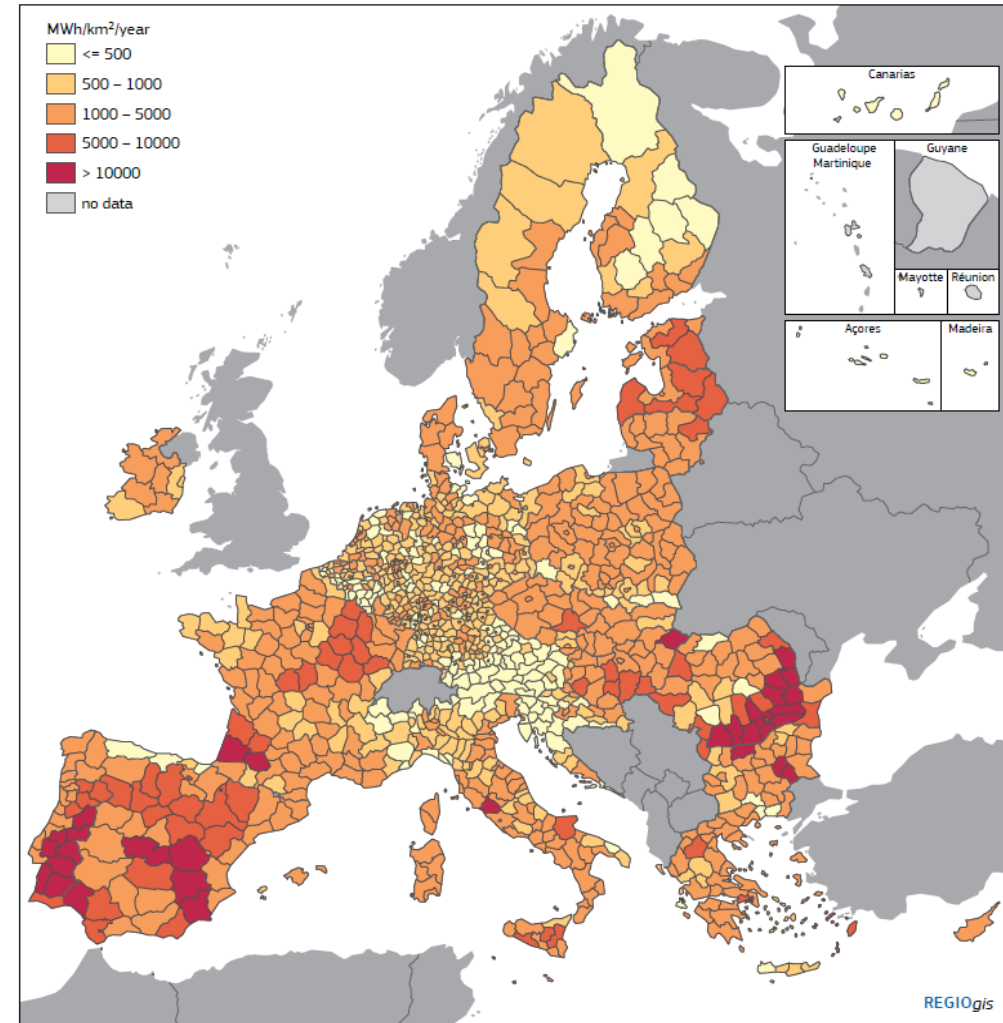 MWh/km²/year
<= 500
500 – 1000
1000 – 5000
5000 – 10000
> 10000
no data
Canarias
Guadeloupe
Martinique
Guyane
Mayotte
Réunion
Açores
Madeira
REGIOgis